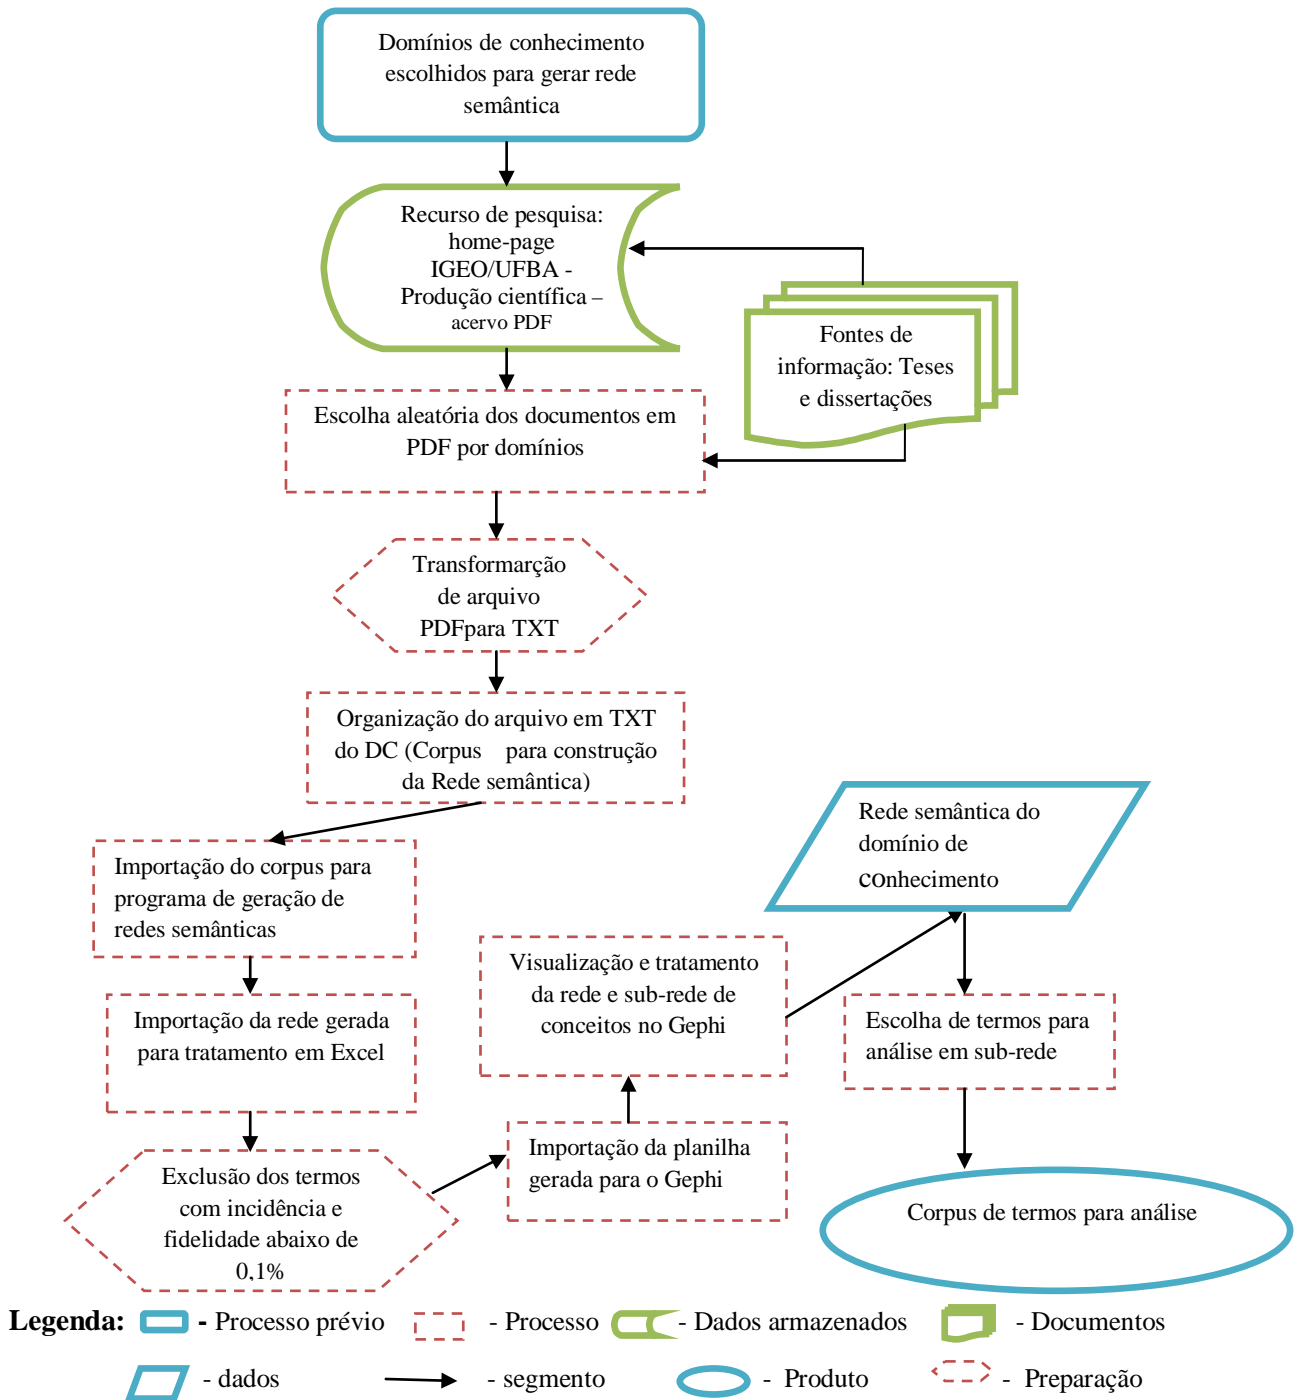 Domínios de conhecimento
escolhidos para gerar rede
semântica
Recurso de pesquisa:
home-page
IGEO/UFBA -
Produção científica –
acervo PDF
Fontes de
informação: Teses
e dissertações
Escolha aleatória dos documentos em
PDF por domínios
Transformarção
de arquivo
PDFpara TXT
Organização do arquivo em TXT
do DC (Corpus para construção
da Rede semântica)
Importação do corpus para
programa de geração de
redes semânticas
Importação da rede gerada
para tratamento em Excel
Exclusão dos termos
com incidência e
fidelidade abaixo de
0,1%
Importação da planilha
gerada para o Gephi
Visualização e tratamento
da rede e sub-rede de
conceitos no Gephi
Rede semântica do
domínio de
conhecimento
Escolha de termos para
análise em sub-rede
Corpus de termos para análise
Legenda: - Processo prévio - Processo - Dados armazenados - Documentos
- dados - segmento - Produto - Preparação